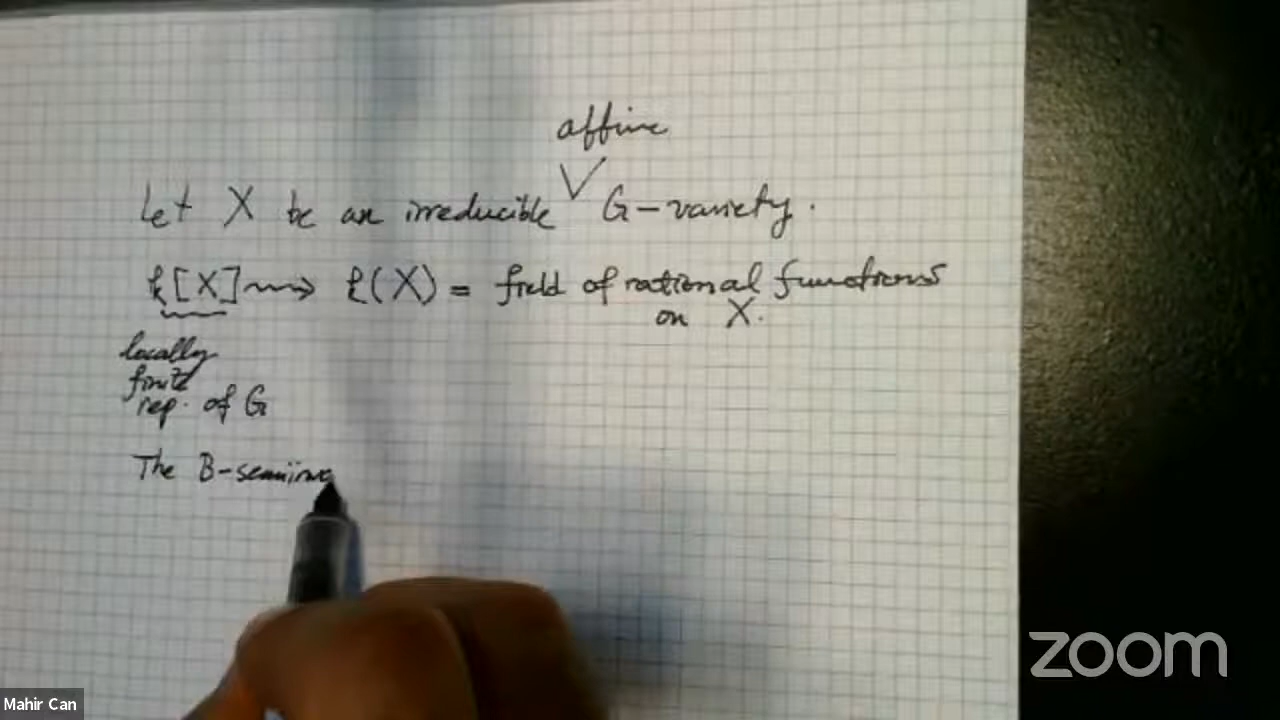 affine
Let X be an irreducible ∨ G-variety.
k[X] ⇝ k(X) = field of rational functions
on X.
locally
finite
rep. of G
The B-seminva
zoom
Mahir Can